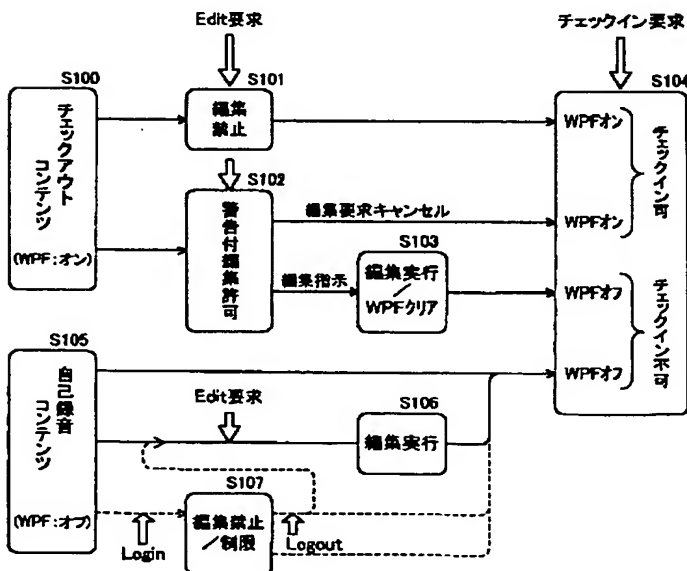 Edit要求
チェックイン要求
S100
チェックアウト
コンテンツ
(WPF:オン)
S101
編集
禁止
S102
警告付編集許可
編集要求キャンセル
編集指示
S103
編集実行
/
WPFクリア
S104
WPFオン
WPFオン
チェックイン可
WPFオフ
WPFオフ
チェックイン不可
S105
自己録音
コンテンツ
(WPF:オフ)
Edit要求
S106
編集実行
S107
編集禁止
/制限
Login
Logout